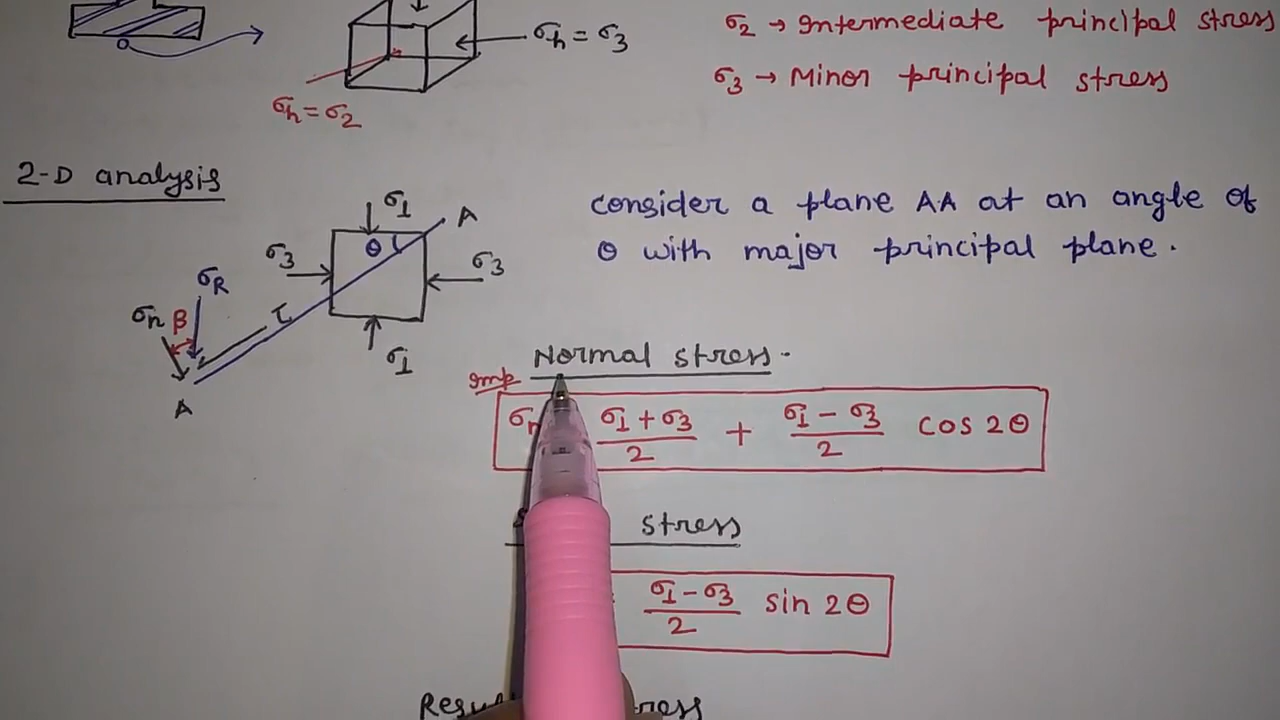 σ2 → Intermediate principal stress
σh = σ3
σ3 → Minor principal stress
σh = σ2
2-D analysis
σ1
A
Consider a plane AA at an angle of
θ with major principal plane.
θ
σ3
σ3
σR
σn β
τ
σ1
A
Normal stress.
Imp
σn σ1 + σ3 / 2 + σ1 - σ3 / 2 cos 2θ
stress
σ1 - σ3 / 2 sin 2θ